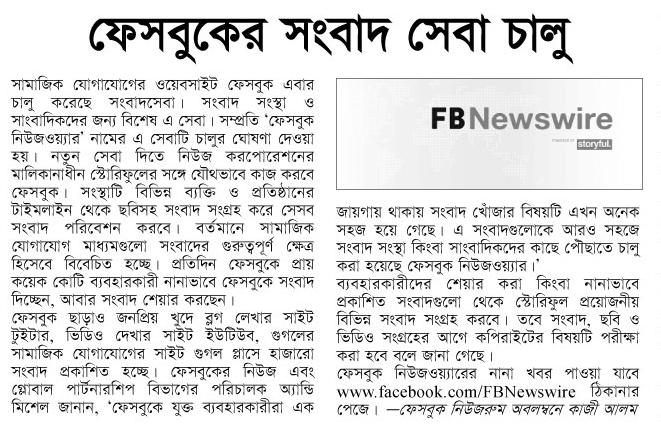 ফেসবুকের সংবাদ সেবা চালু
সামাজিক যোগাযোগের ওয়েবসাইট ফেসবুক এবার
চালু করেছে সংবাদসেবা। সংবাদ সংস্থা ও
সাংবাদিকদের জন্য বিশেষ এ সেবা। সম্প্রতি ‘ফেসবুক
নিউজওয়্যার’ নামের এ সেবাটি চালুর ঘোষণা দেওয়া
হয়। নতুন সেবা দিতে নিউজ করপোরেশনের
মালিকানাধীন স্টোরিফুলের সঙ্গে যৌথভাবে কাজ করবে
ফেসবুক। সংস্থাটি বিভিন্ন ব্যক্তি ও প্রতিষ্ঠানের
টাইমলাইন থেকে ছবিসহ সংবাদ সংগ্রহ করে সেসব
সংবাদ পরিবেশন করবে। বর্তমানে সামাজিক
যোগাযোগ মাধ্যমগুলো সংবাদের গুরুত্বপূর্ণ ক্ষেত্র
হিসেবে বিবেচিত হচ্ছে। প্রতিদিন ফেসবুকে প্রায়
কয়েক কোটি ব্যবহারকারী নানাভাবে ফেসবুকে সংবাদ
দিচ্ছেন, আবার সংবাদ শেয়ার করছেন।
ফেসবুক ছাড়াও জনপ্রিয় খুদে ব্লগ লেখার সাইট
টুইটার, ভিডিও দেখার সাইট ইউটিউব, গুগলের
সামাজিক যোগাযোগের সাইট গুগল প্লাসে হাজারো
সংবাদ প্রকাশিত হচ্ছে। ফেসবুকের নিউজ এবং
গ্লোবাল পার্টনারশিপ বিভাগের পরিচালক অ্যান্ডি
মিশেল জানান, ‘ফেসবুকে যুক্ত ব্যবহারকারীরা এক
FBNewswire
POWERED BY storyful.
জায়গায় থাকায় সংবাদ খোঁজার বিষয়টি এখন অনেক
সহজ হয়ে গেছে। এ সংবাদগুলোকে আরও সহজে
সংবাদ সংস্থা কিংবা সাংবাদিকদের কাছে পৌছাতে চালু
করা হয়েছে ফেসবুক নিউজওয়্যার।’
ব্যবহারকারীদের শেয়ার করা কিংবা নানাভাবে
প্রকাশিত সংবাদগুলো থেকে স্টোরিফুল প্রয়োজনীয়
বিভিন্ন সংবাদ সংগ্রহ করবে। তবে সংবাদ, ছবি ও
ভিডিও সংগ্রহের আগে কপিরাইটের বিষয়টি পরীক্ষা
করা হবে বলে জানা গেছে।
ফেসবুক নিউজওয়্যারের নানা খবর পাওয়া যাবে
www.facebook.com/FBNewswire ঠিকানার
পেজে। —ফেসবুক নিউজরুম অবলম্বনে কাজী আলম